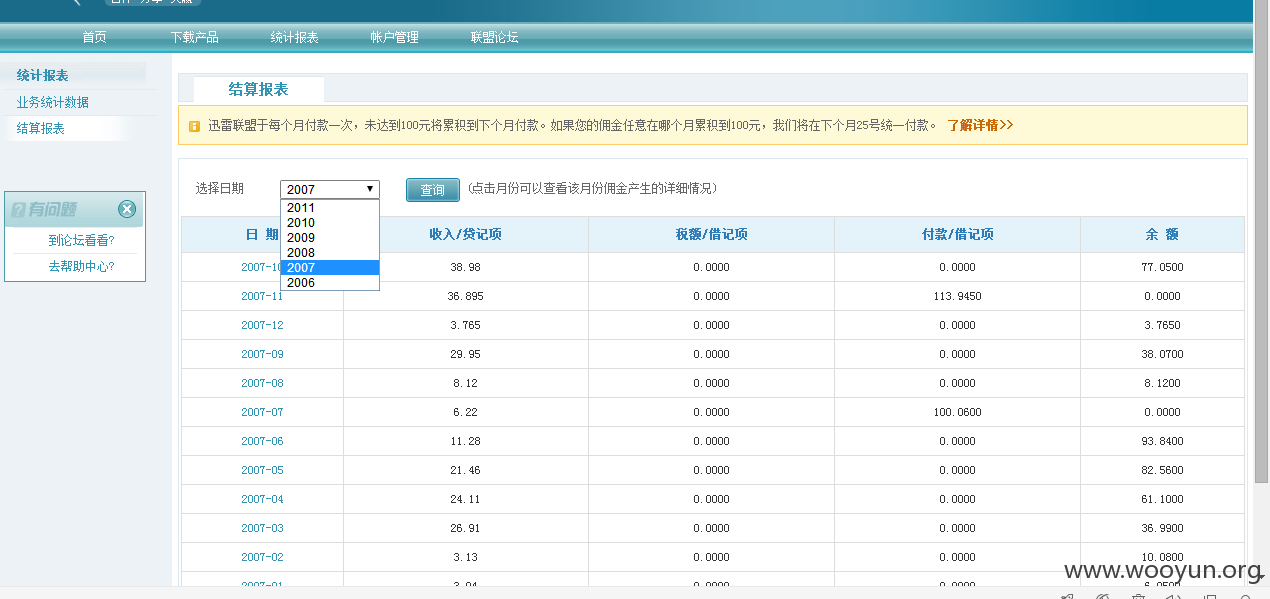 首页 下载产品 统计报表 帐户管理 联盟论坛
统计报表
业务统计数据
结算报表
有问题
到论坛看看?
去帮助中心?
结算报表
迅雷联盟于每个月付款一次，未达到100元将累积到下个月付款。如果您的佣金任意在哪个月累积到100元，我们将在下个月25号统一付款。 了解详情>>
选择日期 2007 查询 (点击月份可以查看该月份佣金产生的详细情况)
2011
2010
2009
2008
2007
2006
日 期 收入/贷记项 税额/借记项 付款/借记项 余 额
2007-10 38.98 0.0000 0.0000 77.0500
2007-11 36.895 0.0000 113.9450 0.0000
2007-12 3.765 0.0000 0.0000 3.7650
2007-09 29.95 0.0000 0.0000 38.0700
2007-08 8.12 0.0000 0.0000 8.1200
2007-07 6.22 0.0000 100.0600 0.0000
2007-06 11.28 0.0000 0.0000 93.8400
2007-05 21.46 0.0000 0.0000 82.5600
2007-04 24.11 0.0000 0.0000 61.1000
2007-03 26.91 0.0000 0.0000 36.9900
2007-02 3.13 0.0000 0.0000 10.0800
2007-01 3.04 0.0000 0.0000
www.wooyun.org